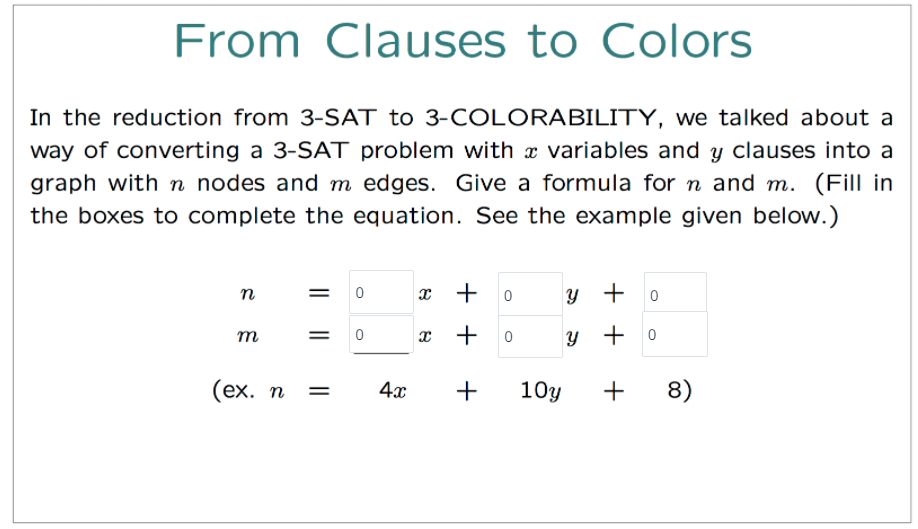 From Clauses to Colors
In the reduction from 3-SAT to 3-COLORABILITY, we talked about a
way of converting a 3-SAT problem with x variables and y clauses into a
graph with n nodes and m edges. Give a formula for n and m. (Fill in
the boxes to complete the equation. See the example given below.)
n = 0 x + 0 y + 0
m = 0 x + 0 y + 0
(ex. n = 4x + 10y + 8)